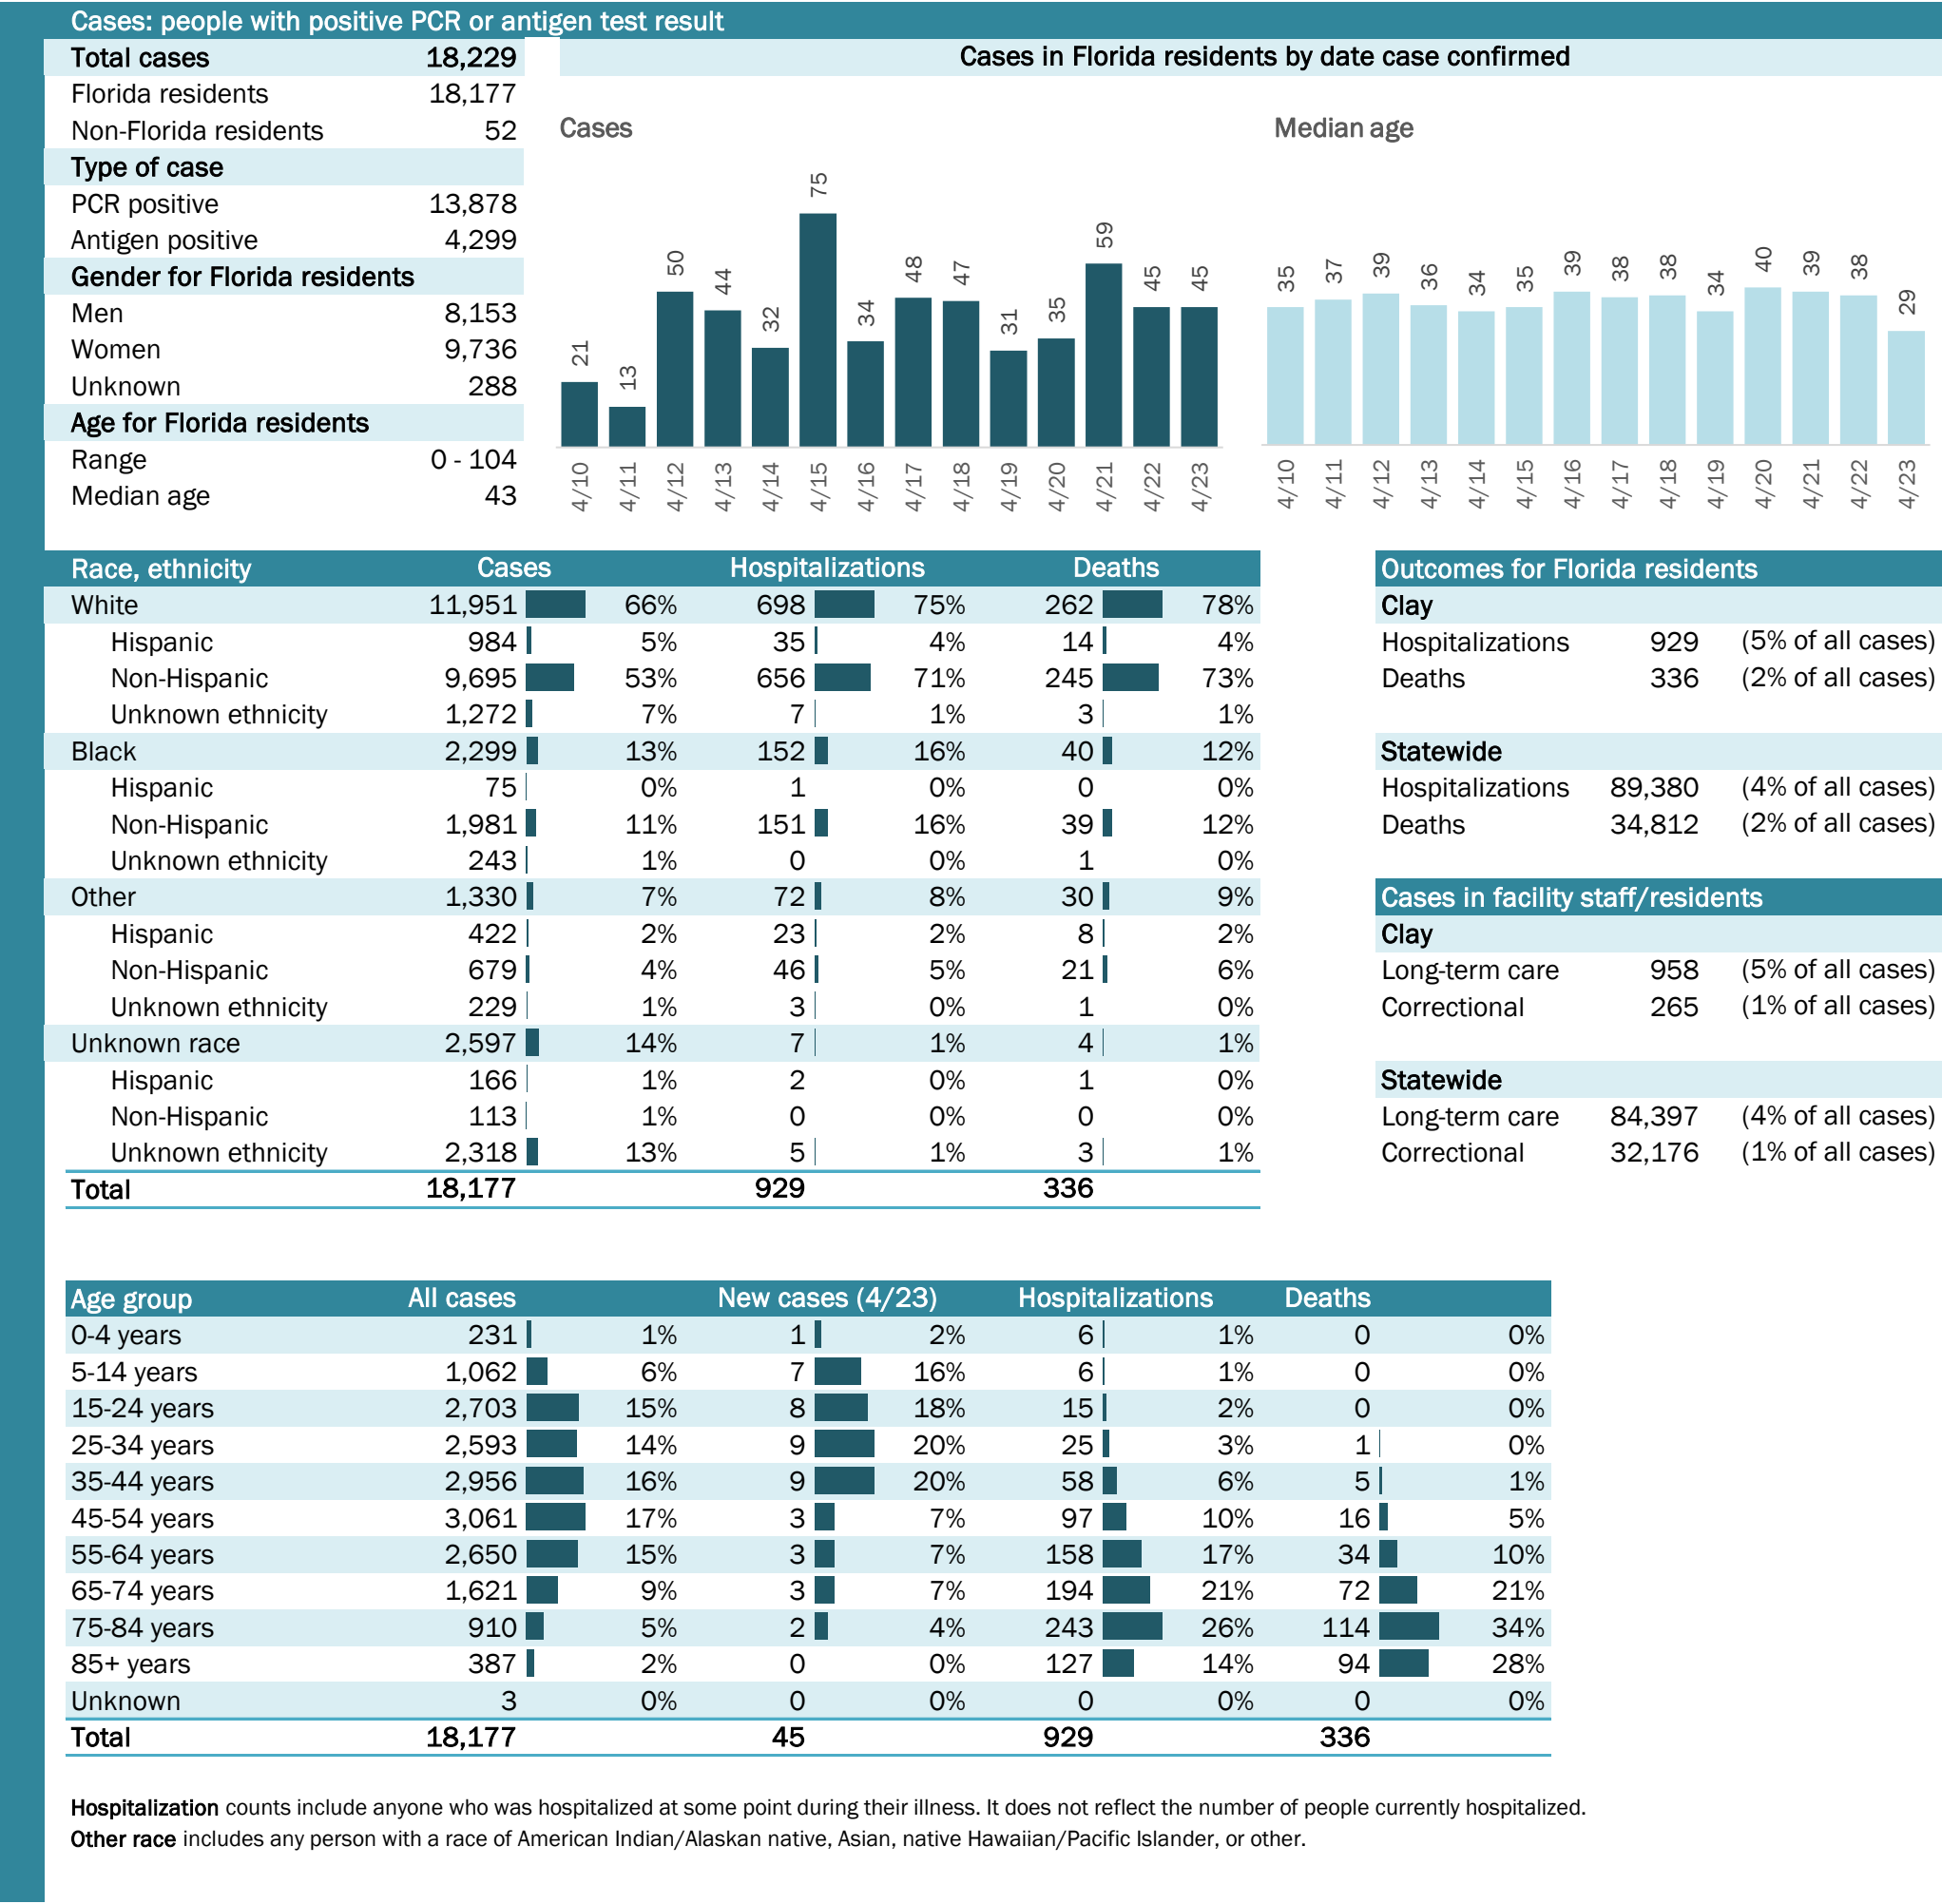 Cases: people with positive PCR or antigen test result
Total cases 18,229
Florida residents 18,177
Non-Florida residents 52
Type of case
PCR positive 13,878
Antigen positive 4,299
Gender for Florida residents
Men 8,153
Women 9,736
Unknown 288
Age for Florida residents
Range 0 - 104
Median age 43
Cases in Florida residents by date case confirmed
Cases
21 13 50 44 32 75 34 48 47 31 35 59 45 45
4/10 4/11 4/12 4/13 4/14 4/15 4/16 4/17 4/18 4/19 4/20 4/21 4/22 4/23
Median age
35 37 39 36 34 35 39 38 38 34 40 39 38 29
4/10 4/11 4/12 4/13 4/14 4/15 4/16 4/17 4/18 4/19 4/20 4/21 4/22 4/23
Race, ethnicity Cases Hospitalizations Deaths
White 11,951 66% 698 75% 262 78%
Hispanic 984 5% 35 4% 14 4%
Non-Hispanic 9,695 53% 656 71% 245 73%
Unknown ethnicity 1,272 7% 7 1% 3 1%
Black 2,299 13% 152 16% 40 12%
Hispanic 75 0% 1 0% 0 0%
Non-Hispanic 1,981 11% 151 16% 39 12%
Unknown ethnicity 243 1% 0 0% 1 0%
Other 1,330 7% 72 8% 30 9%
Hispanic 422 2% 23 2% 8 2%
Non-Hispanic 679 4% 46 5% 21 6%
Unknown ethnicity 229 1% 3 0% 1 0%
Unknown race 2,597 14% 7 1% 4 1%
Hispanic 166 1% 2 0% 1 0%
Non-Hispanic 113 1% 0 0% 0 0%
Unknown ethnicity 2,318 13% 5 1% 3 1%
Total 18,177 929 336
Outcomes for Florida residents
Clay
Hospitalizations 929 (5% of all cases)
Deaths 336 (2% of all cases)
Statewide
Hospitalizations 89,380 (4% of all cases)
Deaths 34,812 (2% of all cases)
Cases in facility staff/residents
Clay
Long-term care 958 (5% of all cases)
Correctional 265 (1% of all cases)
Statewide
Long-term care 84,397 (4% of all cases)
Correctional 32,176 (1% of all cases)
Age group All cases New cases (4/23) Hospitalizations Deaths
0-4 years 231 1% 1 2% 6 1% 0 0%
5-14 years 1,062 6% 7 16% 6 1% 0 0%
15-24 years 2,703 15% 8 18% 15 2% 0 0%
25-34 years 2,593 14% 9 20% 25 3% 1 0%
35-44 years 2,956 16% 9 20% 58 6% 5 1%
45-54 years 3,061 17% 3 7% 97 10% 16 5%
55-64 years 2,650 15% 3 7% 158 17% 34 10%
65-74 years 1,621 9% 3 7% 194 21% 72 21%
75-84 years 910 5% 2 4% 243 26% 114 34%
85+ years 387 2% 0 0% 127 14% 94 28%
Unknown 3 0% 0 0% 0 0% 0 0%
Total 18,177 45 929 336
Hospitalization counts include anyone who was hospitalized at some point during their illness. It does not reflect the number of people currently hospitalized.
Other race includes any person with a race of American Indian/Alaskan native, Asian, native Hawaiian/Pacific Islander, or other.